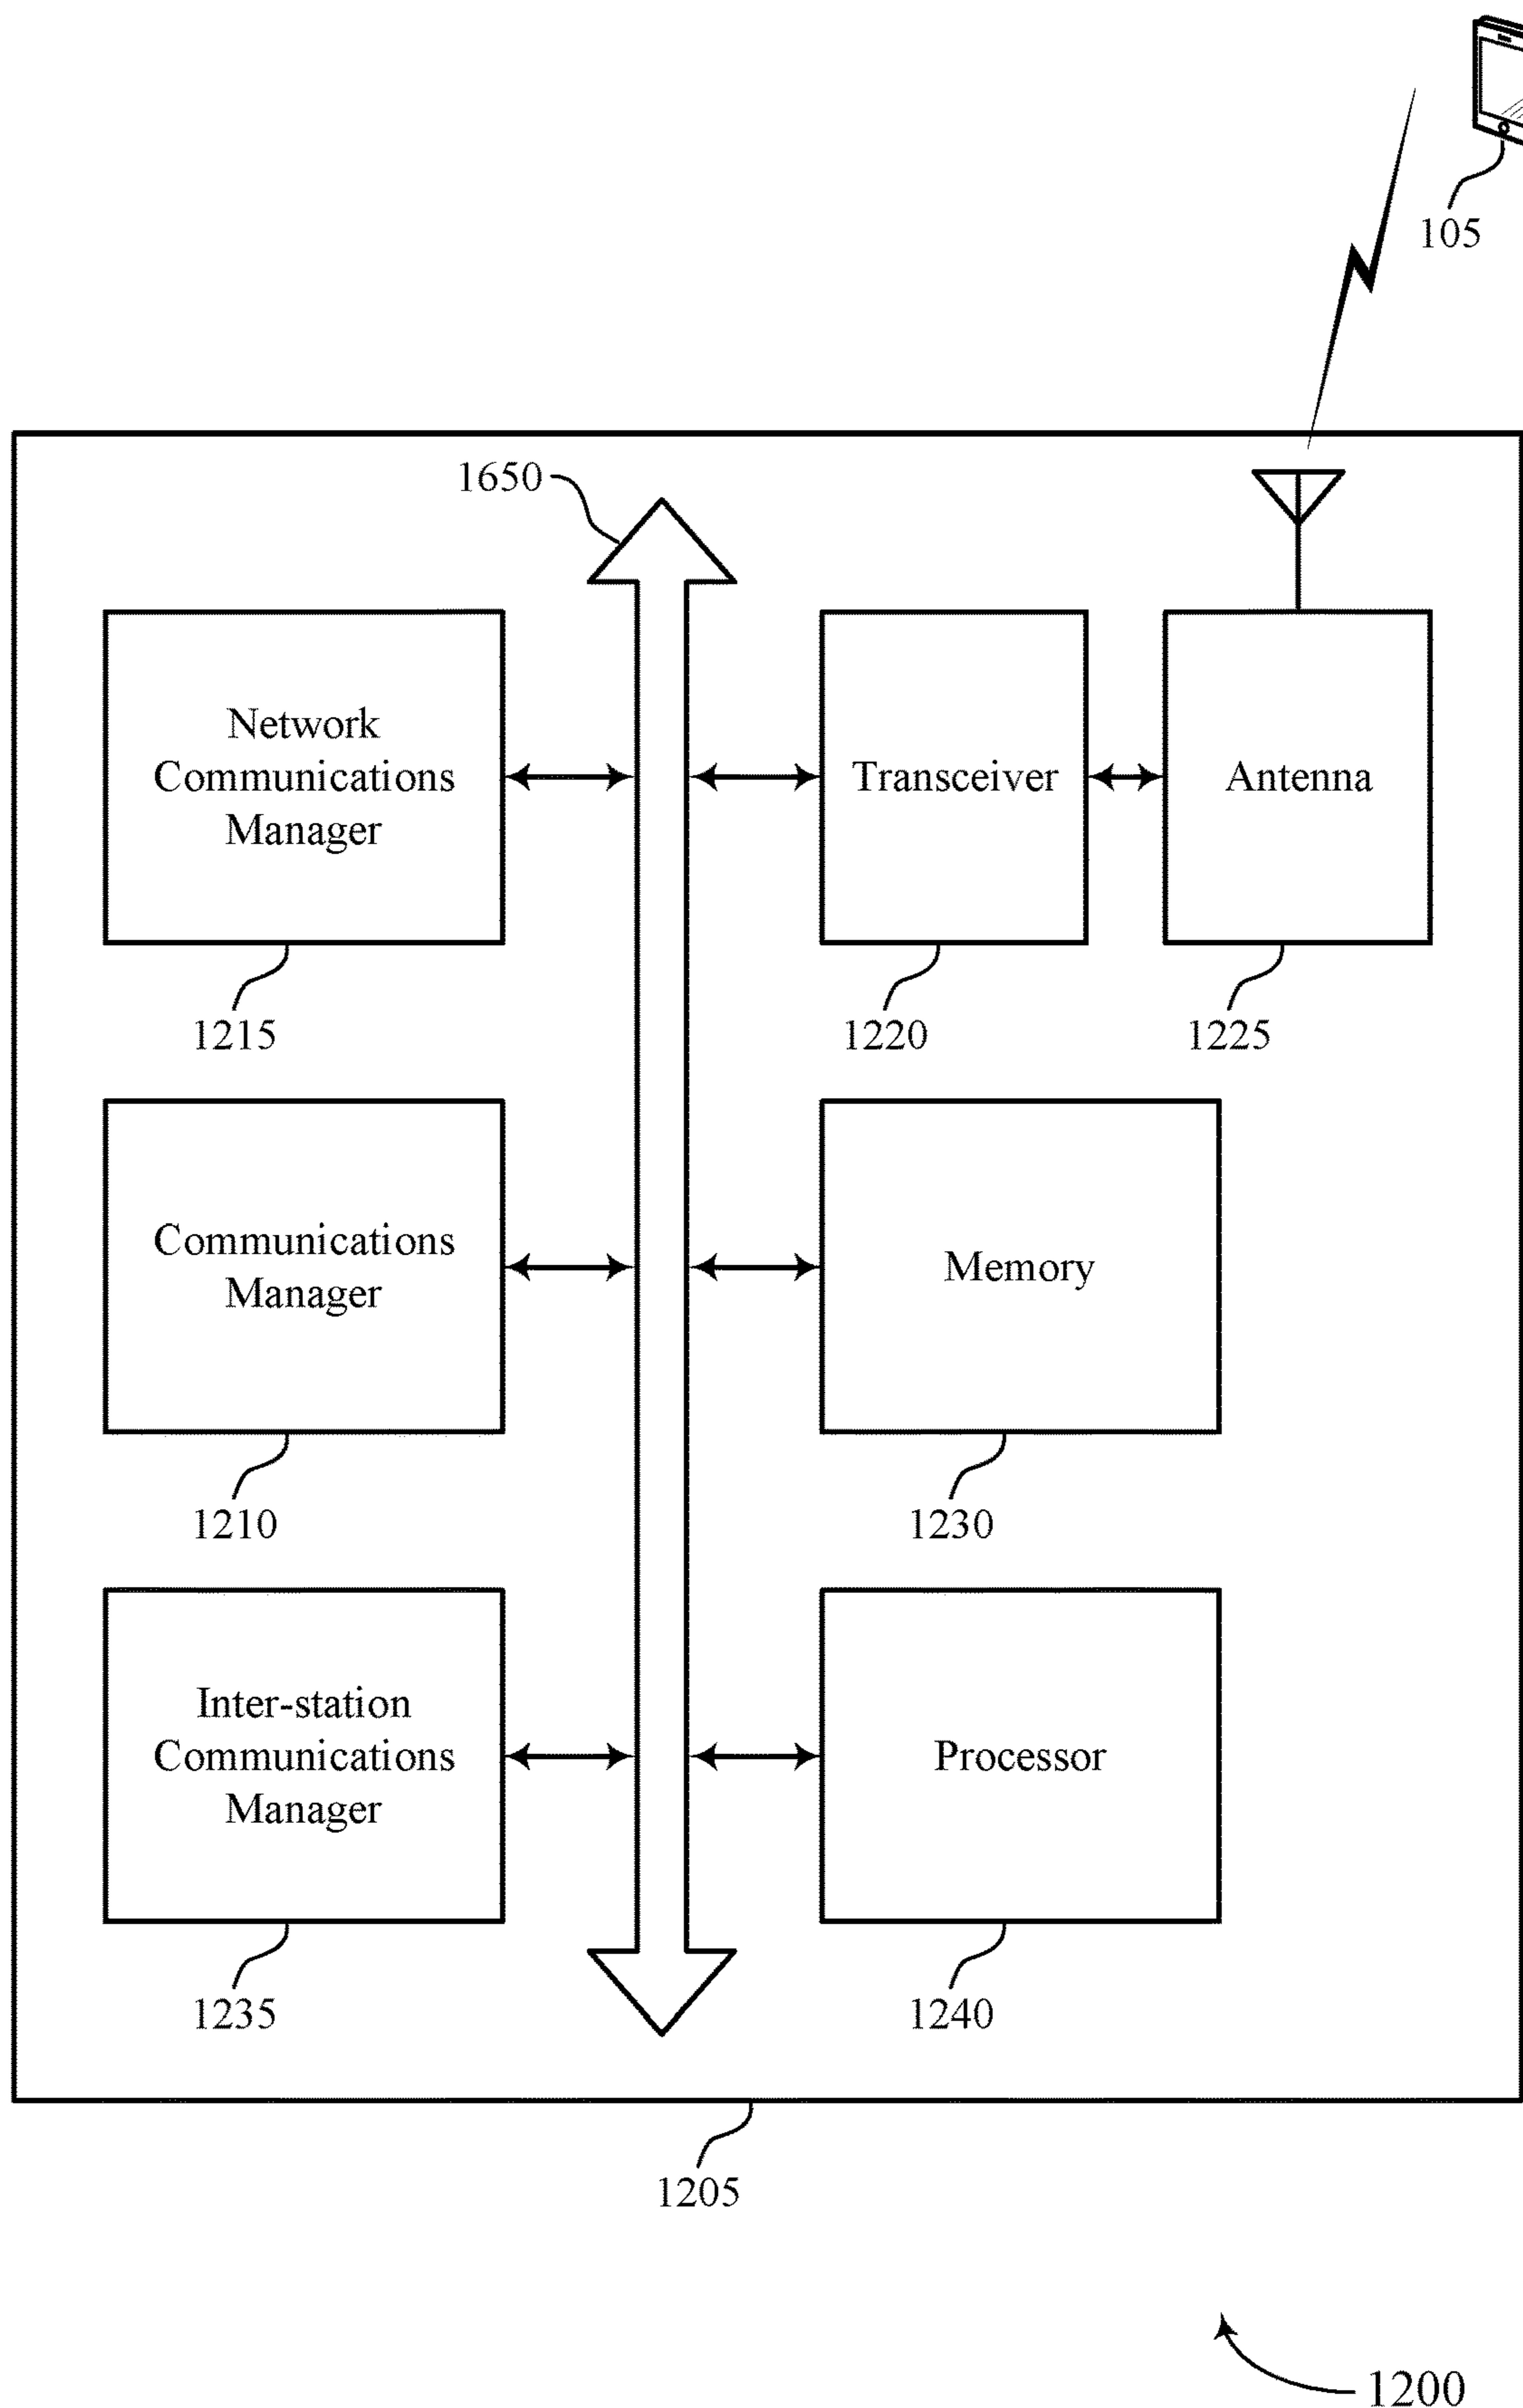 105
1650
Network
Communications
Manager
Transceiver
Antenna
1215
1220
1225
Communications
Manager
Memory
1210
1230
Inter-station
Communications
Manager
Processor
1235
1240
1205
1200